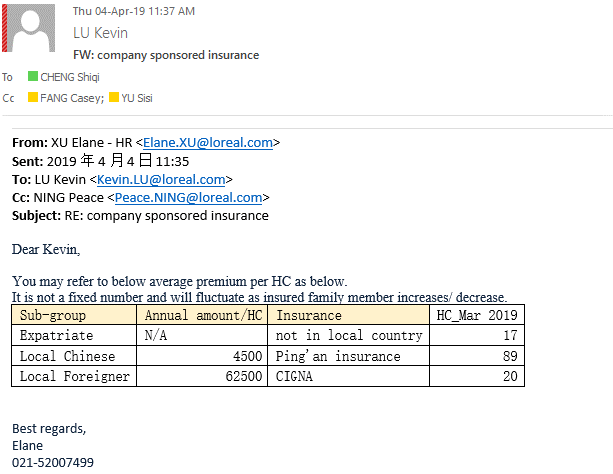 Thu 04-Apr-19 11:37 AM
LU Kevin
FW: company sponsored insurance
To CHENG Shiqi
Cc FANG Casey; YU Sisi
From: XU Elane - HR <Elane.XU@loreal.com>
Sent: 2019 年 4 月 4 日 11:35
To: LU Kevin <Kevin.LU@loreal.com>
Cc: NING Peace <Peace.NING@loreal.com>
Subject: RE: company sponsored insurance
Dear Kevin,
You may refer to below average premium per HC as below.
It is not a fixed number and will fluctuate as insured family member increases/ decrease.
Sub-group Annual amount/HC Insurance HC_Mar 2019
Expatriate N/A not in local country 17
Local Chinese 4500 Ping'an insurance 89
Local Foreigner 62500 CIGNA 20
Best regards,
Elane
021-52007499